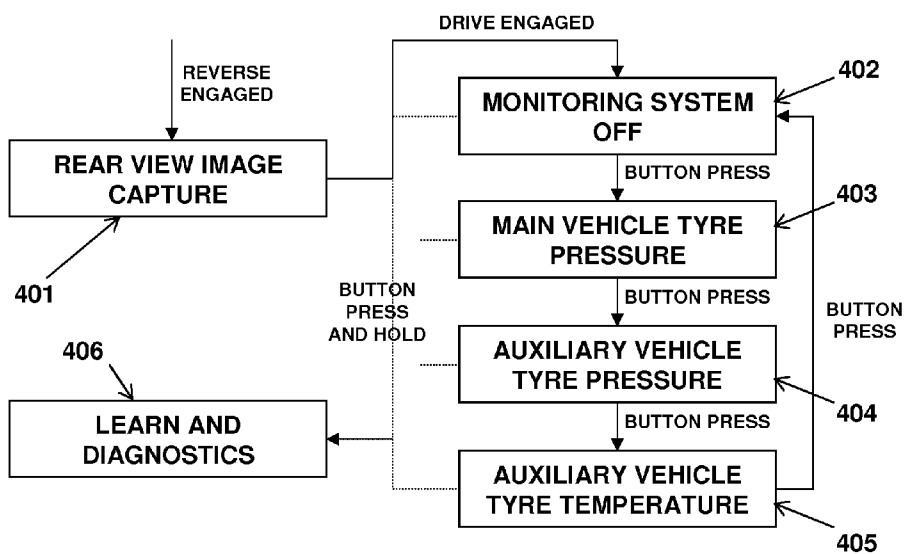 DRIVE ENGAGED
REVERSE
ENGAGED
402
MONITORING SYSTEM
OFF
REAR VIEW IMAGE
CAPTURE
BUTTON PRESS
403
MAIN VEHICLE TYRE
PRESSURE
401
BUTTON
PRESS
AND HOLD
BUTTON PRESS
BUTTON
PRESS
406
AUXILIARY VEHICLE
TYRE PRESSURE
404
LEARN AND
DIAGNOSTICS
BUTTON PRESS
AUXILIARY VEHICLE
TYRE TEMPERATURE
405